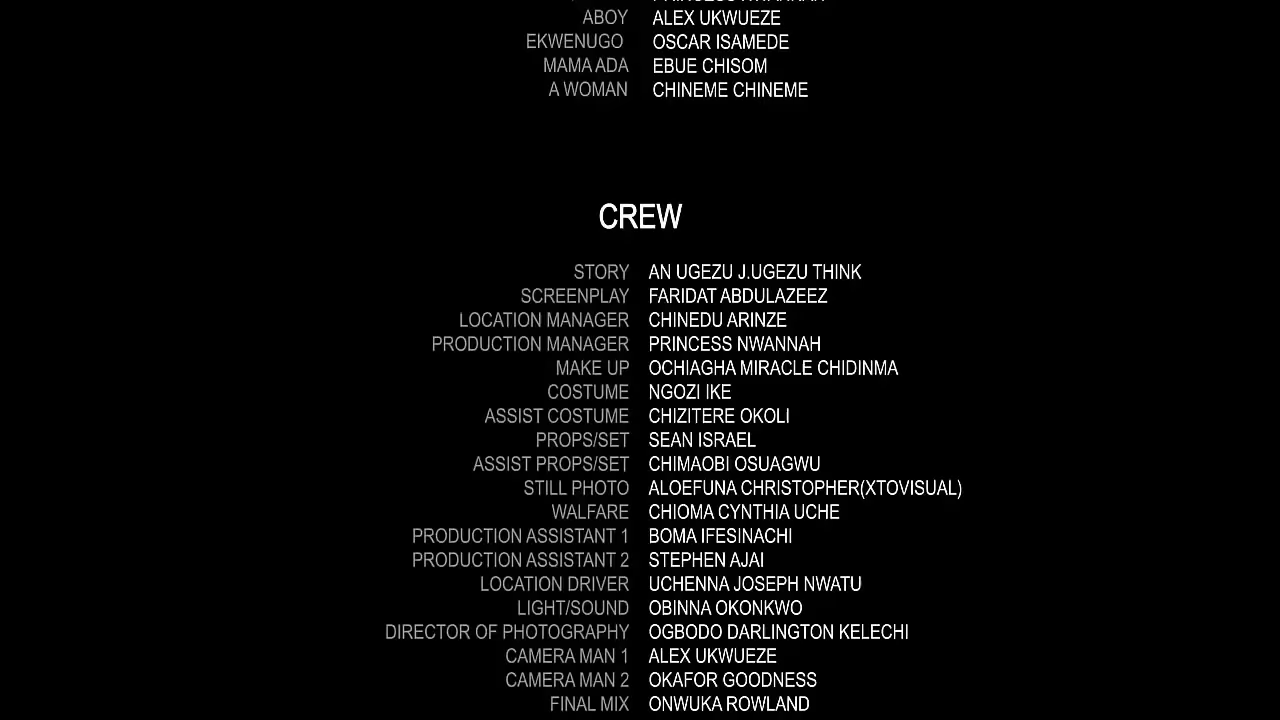 ABOY ALEX UKWUEZE
EKWENUGO OSCAR ISAMEDE
MAMA ADA EBUE CHISOM
A WOMAN CHINEME CHINEME
CREW
STORY AN UGEZU J.UGEZU THINK
SCREENPLAY FARIDAT ABDULAZEEZ
LOCATION MANAGER CHINEDU ARINZE
PRODUCTION MANAGER PRINCESS NWANNAH
MAKE UP OCHIAGHA MIRACLE CHIDINMA
COSTUME NGOZI IKE
ASSIST COSTUME CHIZITERE OKOLI
PROPS/SET SEAN ISRAEL
ASSIST PROPS/SET CHIMAOBI OSUAGWU
STILL PHOTO ALOEFUNA CHRISTOPHER(XTOVISUAL)
WALFARE CHIOMA CYNTHIA UCHE
PRODUCTION ASSISTANT 1 BOMA IFESINACHI
PRODUCTION ASSISTANT 2 STEPHEN AJAI
LOCATION DRIVER UCHENNA JOSEPH NWATU
LIGHT/SOUND OBINNA OKONKWO
DIRECTOR OF PHOTOGRAPHY OGBODO DARLINGTON KELECHI
CAMERA MAN 1 ALEX UKWUEZE
CAMERA MAN 2 OKAFOR GOODNESS
FINAL MIX ONWUKA ROWLAND